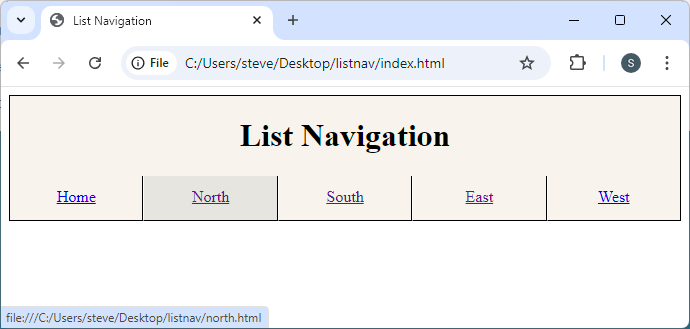 List Navigation
File C:/Users/steve/Desktop/listnav/index.html S
List Navigation
Home North South East West
file:///C:/Users/steve/Desktop/listnav/north.html